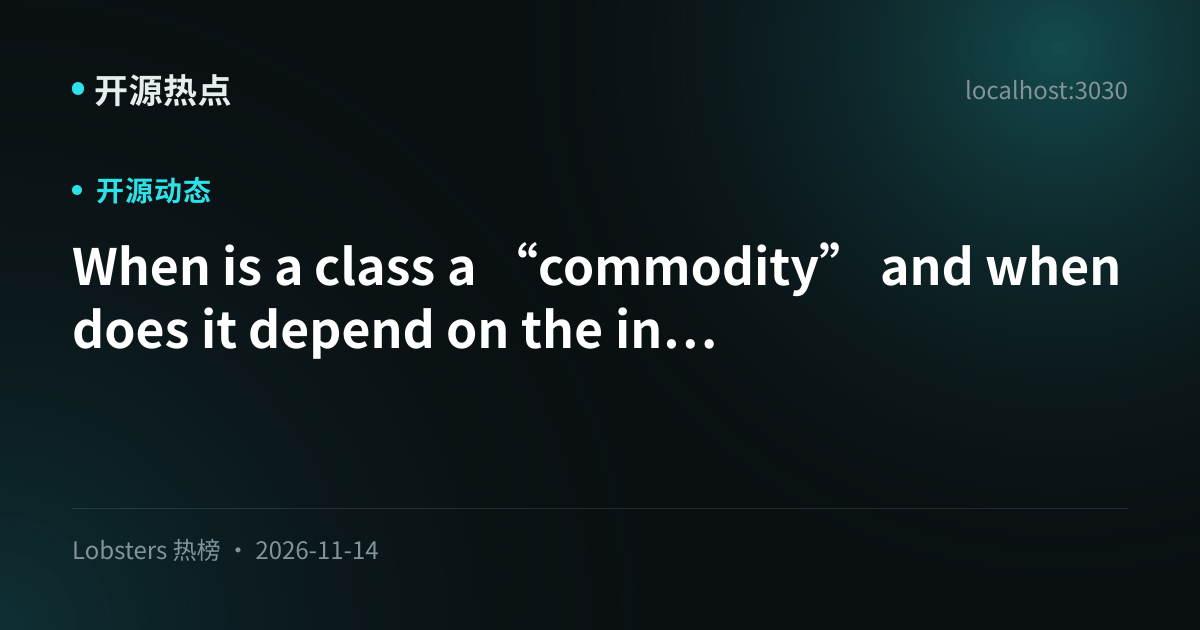 开源热点
localhost:3030
开源动态
When is a class a “commodity” and when
does it depend on the in…
Lobsters 热榜 · 2026-11-14